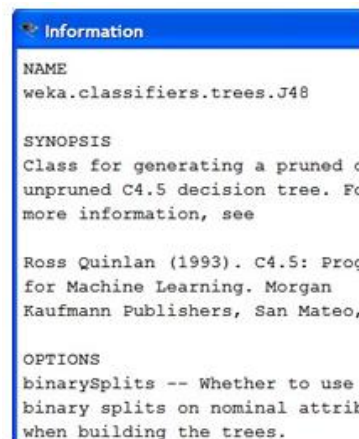 Information
NAME
weka.classifiers.trees.J48
SYNOPSIS
Class for generating a pruned
unpruned C4.5 decision tree.
more information, see
Ross Quinlan (1993). C4.5:
for Machine Learning. Morgan
Kaufmann Publishers, San Mateo,
OPTIONS
binarySplits -- Whether to use
binary splits on nominal
when building the trees.